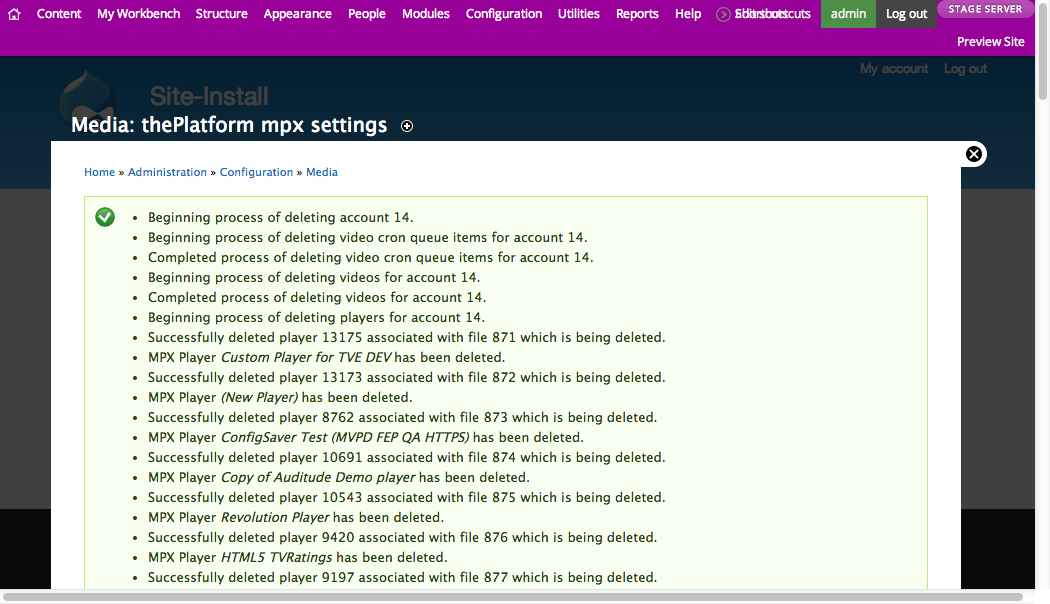 Content My Workbench Structure Appearance People Modules Configuration Utilities Reports Help shortcuts admin Log out STAGE SERVER
Preview Site
My account Log out
Site-Install
Media: thePlatform mpx settings
Home » Administration » Configuration » Media
Beginning process of deleting account 14.
Beginning process of deleting video cron queue items for account 14.
Completed process of deleting video cron queue items for account 14.
Beginning process of deleting videos for account 14.
Completed process of deleting videos for account 14.
Beginning process of deleting players for account 14.
Successfully deleted player 13175 associated with file 871 which is being deleted.
MPX Player Custom Player for TVE DEV has been deleted.
Successfully deleted player 13173 associated with file 872 which is being deleted.
MPX Player (New Player) has been deleted.
Successfully deleted player 8762 associated with file 873 which is being deleted.
MPX Player ConfigSaver Test (MVPD FEP QA HTTPS) has been deleted.
Successfully deleted player 10691 associated with file 874 which is being deleted.
MPX Player Copy of Auditude Demo player has been deleted.
Successfully deleted player 10543 associated with file 875 which is being deleted.
MPX Player Revolution Player has been deleted.
Successfully deleted player 9420 associated with file 876 which is being deleted.
MPX Player HTML5 TVRatings has been deleted.
Successfully deleted player 9197 associated with file 877 which is being deleted.